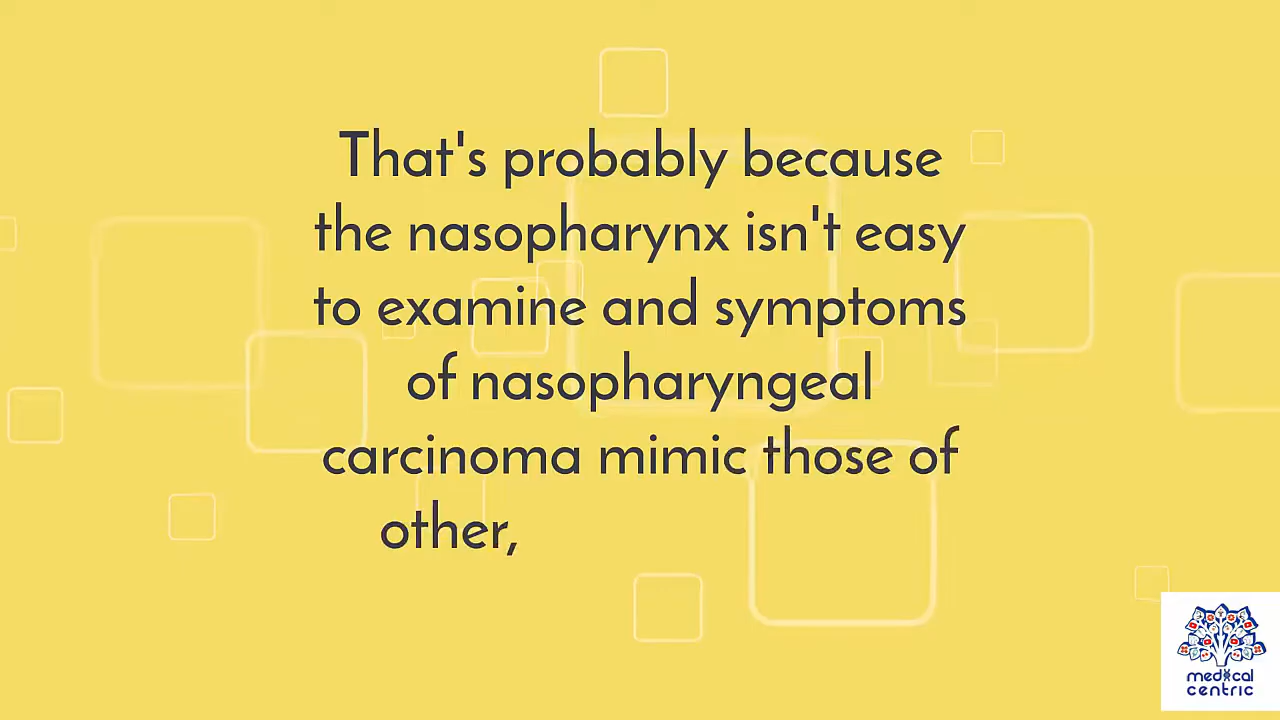 That's probably because
the nasopharynx isn't easy
to examine and symptoms
of nasopharyngeal
carcinoma mimic those of
other,
medical
centric